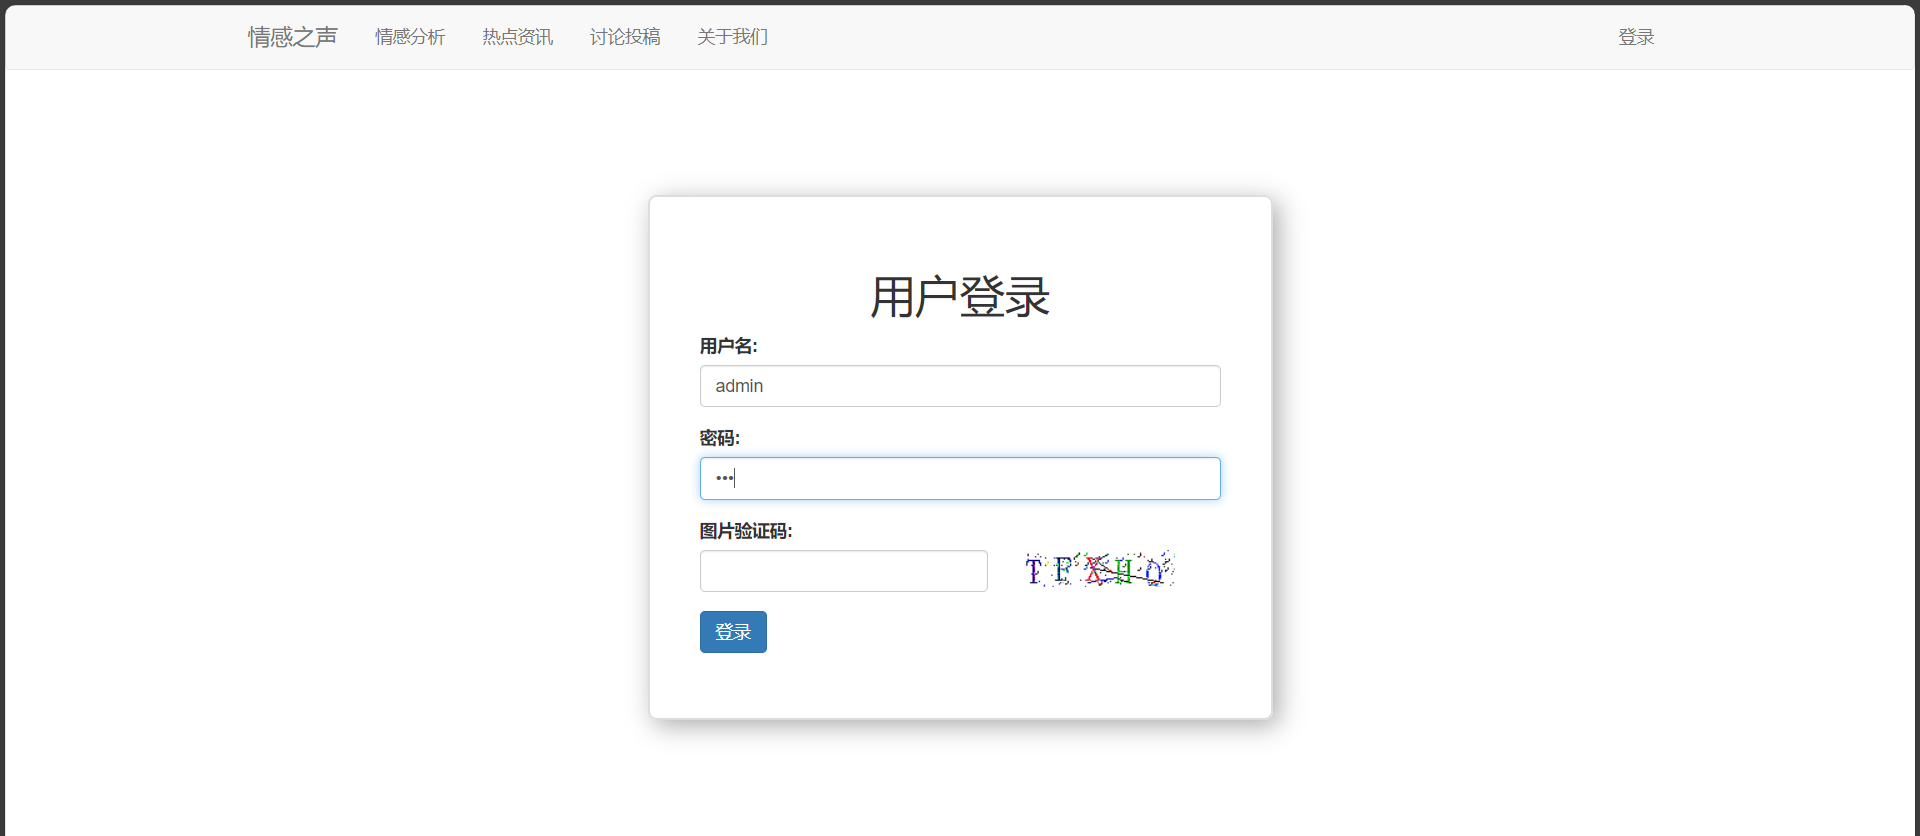 情感之声 情感分析 热点资讯 讨论投稿 关于我们 登录
用户登录
用户名:
admin
密码:
•••
图片验证码:
登录